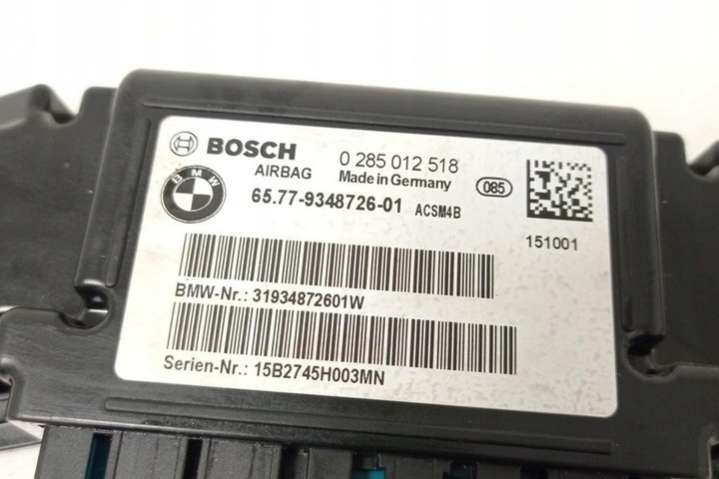 BOSCH 0 285 012 518
AIRBAG Made in Germany 085
BMW 65.77-9348726-01 ACSM4B
151001
BMW-Nr.: 31934872601W
Serien-Nr.: 15B2745H003MN